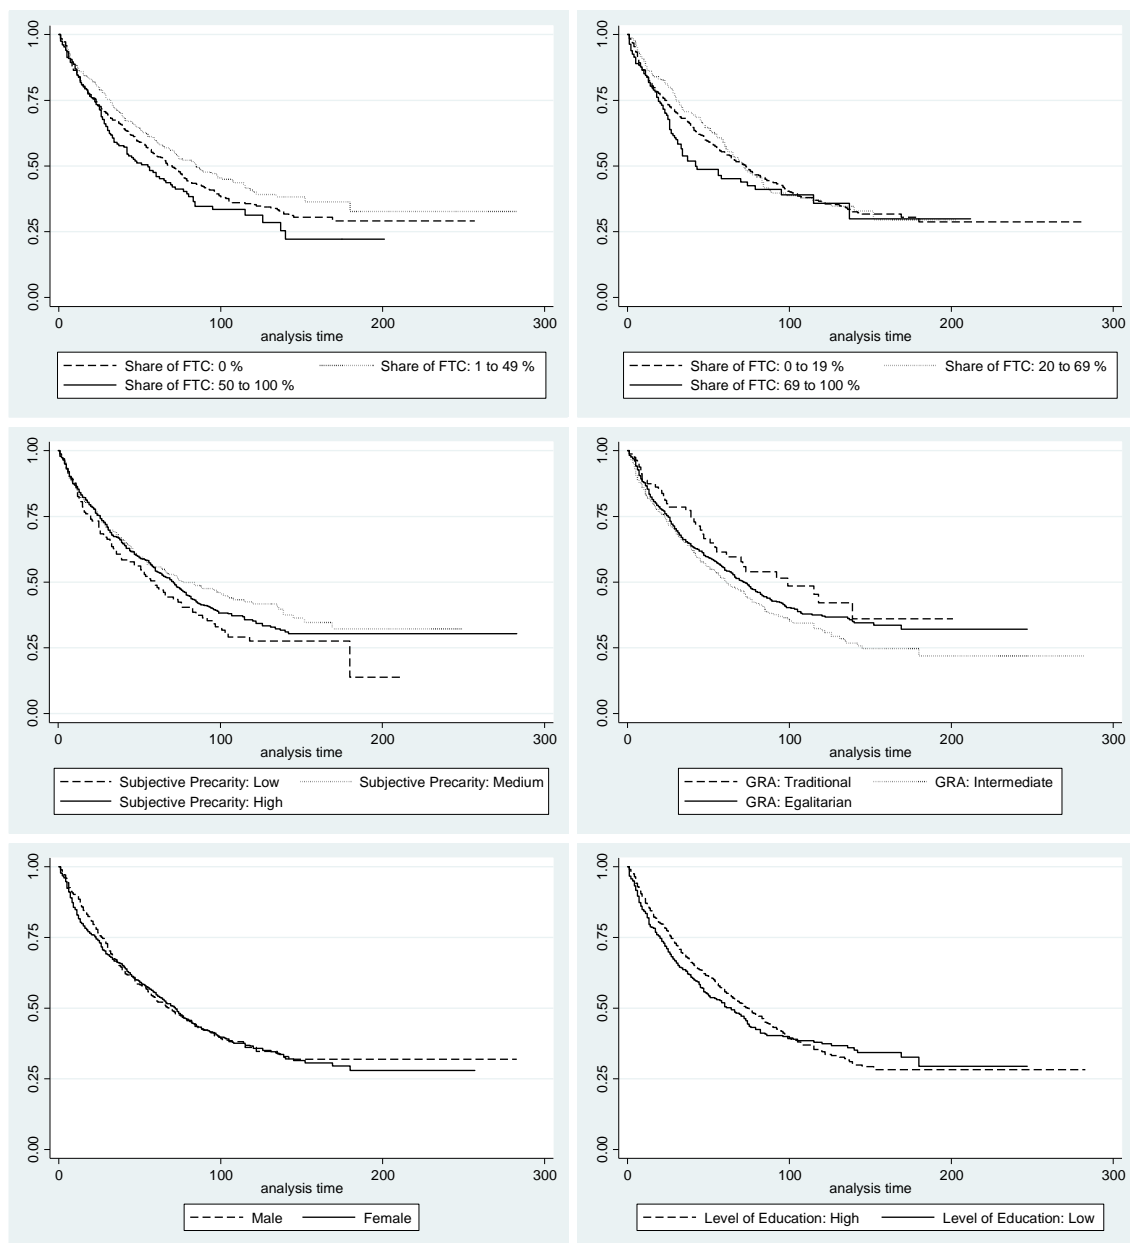 1.00
0.75
0.50
0.25
0.00
0 100 200 300
analysis time
Share of FTC: 0 % Share of FTC: 1 to 49 %
Share of FTC: 50 to 100 %
1.00
0.75
0.50
0.25
0.00
0 100 200 300
analysis time
Share of FTC: 0 to 19 % Share of FTC: 20 to 69 %
Share of FTC: 69 to 100 %
1.00
0.75
0.50
0.25
0.00
0 100 200 300
analysis time
Subjective Precarity: Low Subjective Precarity: Medium
Subjective Precarity: High
1.00
0.75
0.50
0.25
0.00
0 100 200 300
analysis time
GRA: Traditional GRA: Intermediate
GRA: Egalitarian
1.00
0.75
0.50
0.25
0.00
0 100 200 300
analysis time
Male Female
1.00
0.75
0.50
0.25
0.00
0 100 200 300
analysis time
Level of Education: High Level of Education: Low